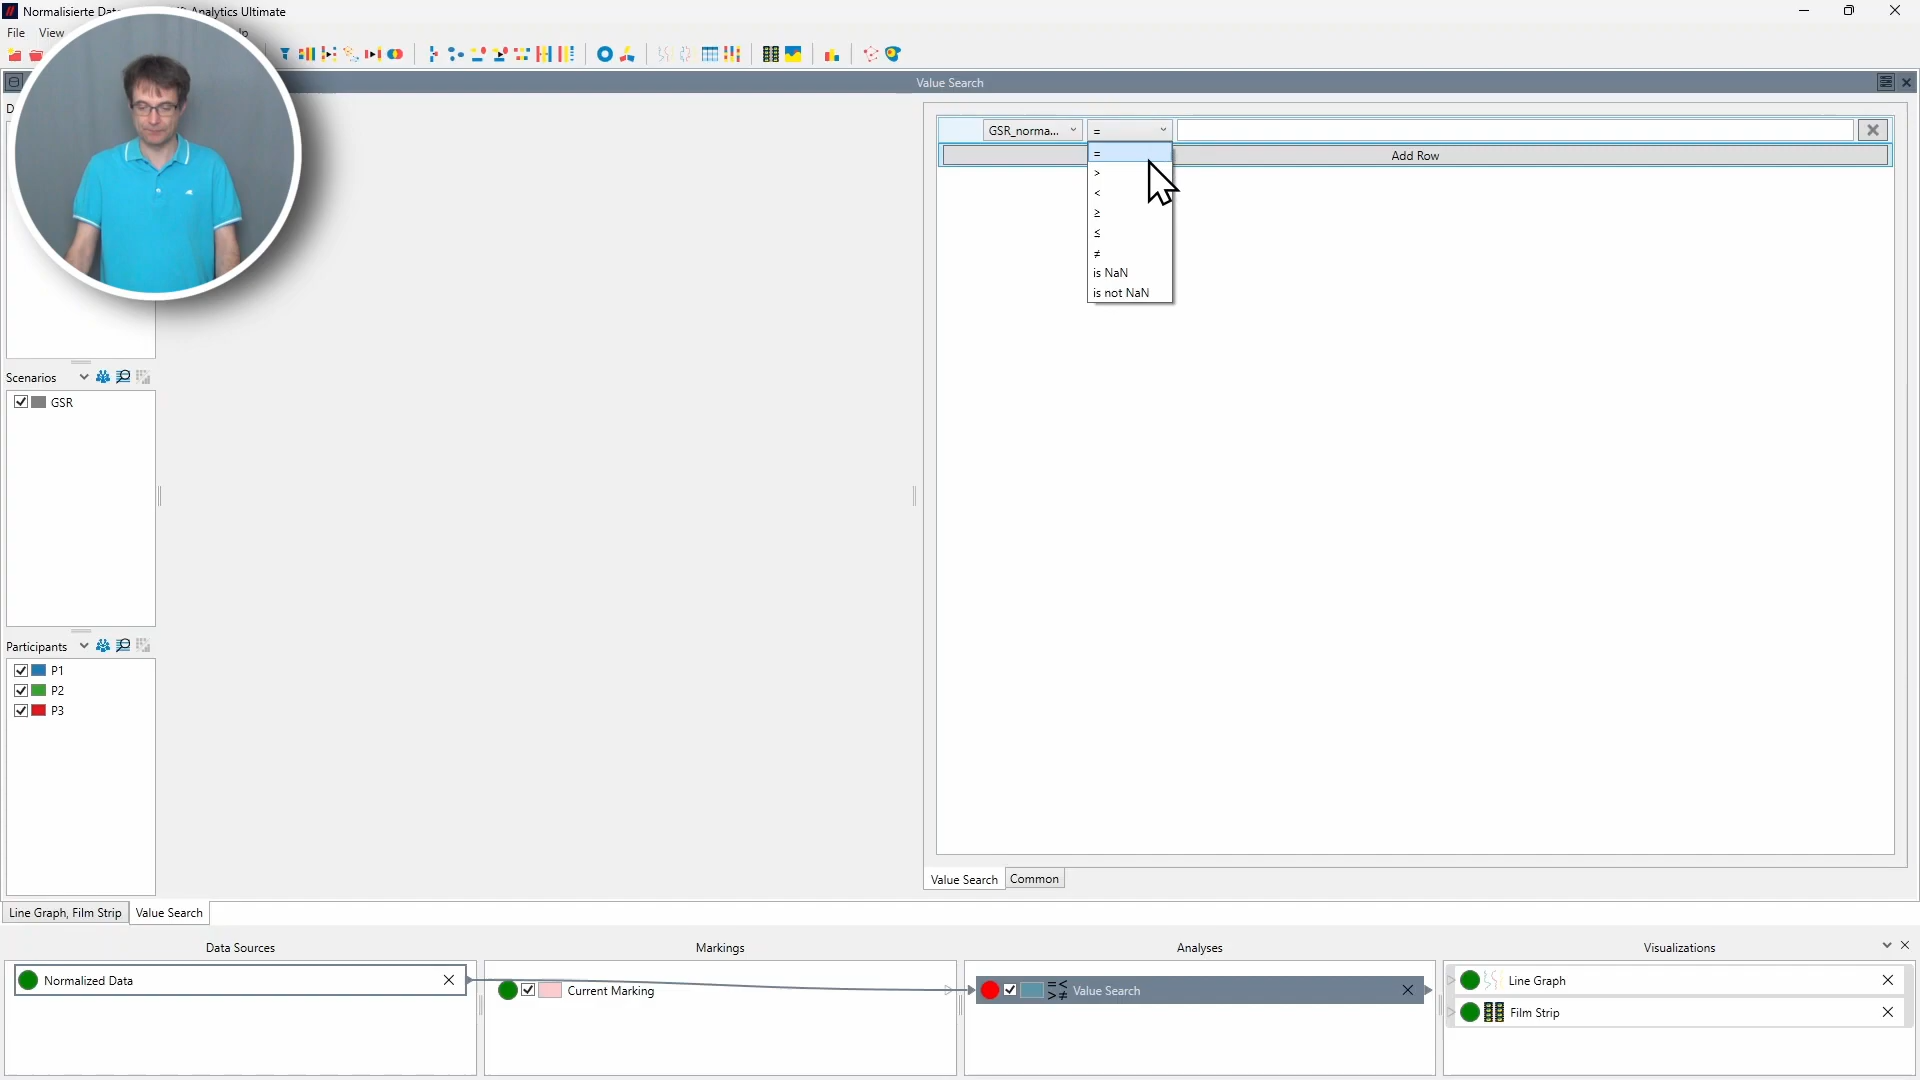 Normalisierte Dat
Analytics Ultimate
File View
Value Search
GSR_norma... =
=
>
<
≥
≤
≠
is NaN
is not NaN
Add Row
Scenarios
GSR
Participants
P1
P2
P3
Value Search Common
Line Graph, Film Strip Value Search
Data Sources Markings Analyses Visualizations
Normalized Data
Current Marking
Value Search
Line Graph
Film Strip